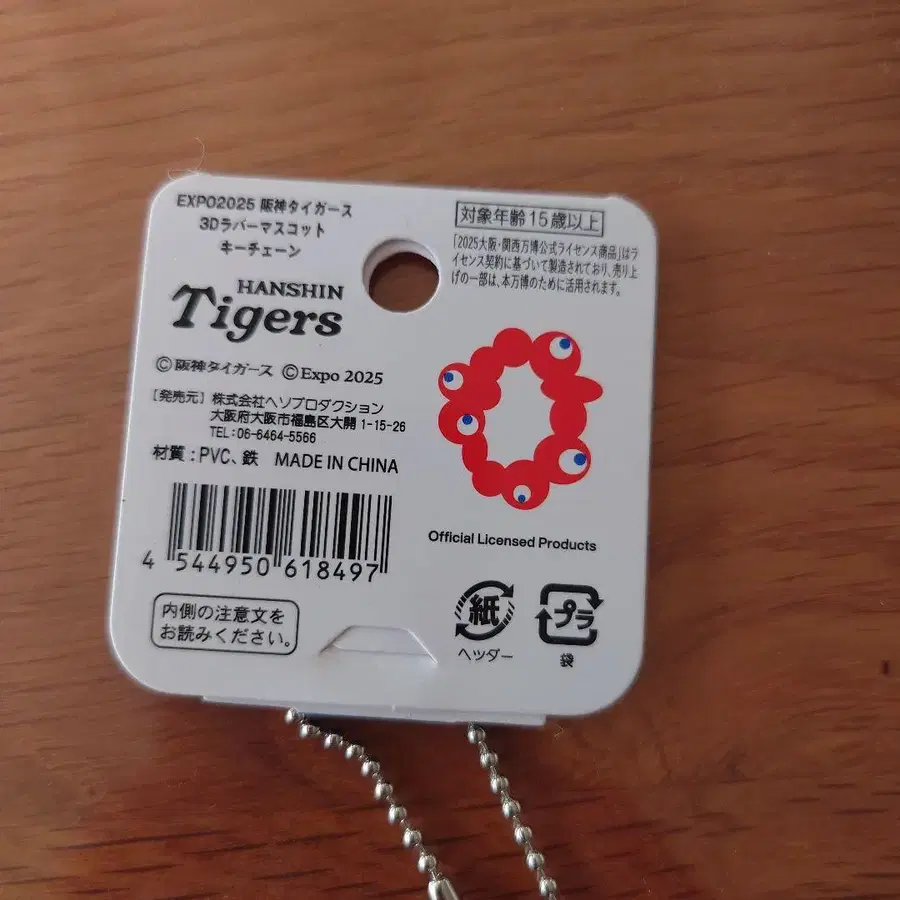 EXPO2025 阪神タイガース
3Dラバーマスコット
キーチェーン
HANSHIN
Tigers
©阪神タイガース ©Expo 2025
[発売元] 株式会社ヘソプロダクション
大阪府大阪市福島区大開 1-15-26
TEL:06-6464-5566
材質:PVC、鉄 MADE IN CHINA
4 544950 618497
内側の注意文を
お読みください。
対象年齢15歳以上
「2025大阪・関西万博公式ライセンス商品」はラ
イセンス契約に基づいて製造されており、売り上
げの一部は、本万博のために活用されます。
Official Licensed Products
紙
ヘッダー
プラ
袋